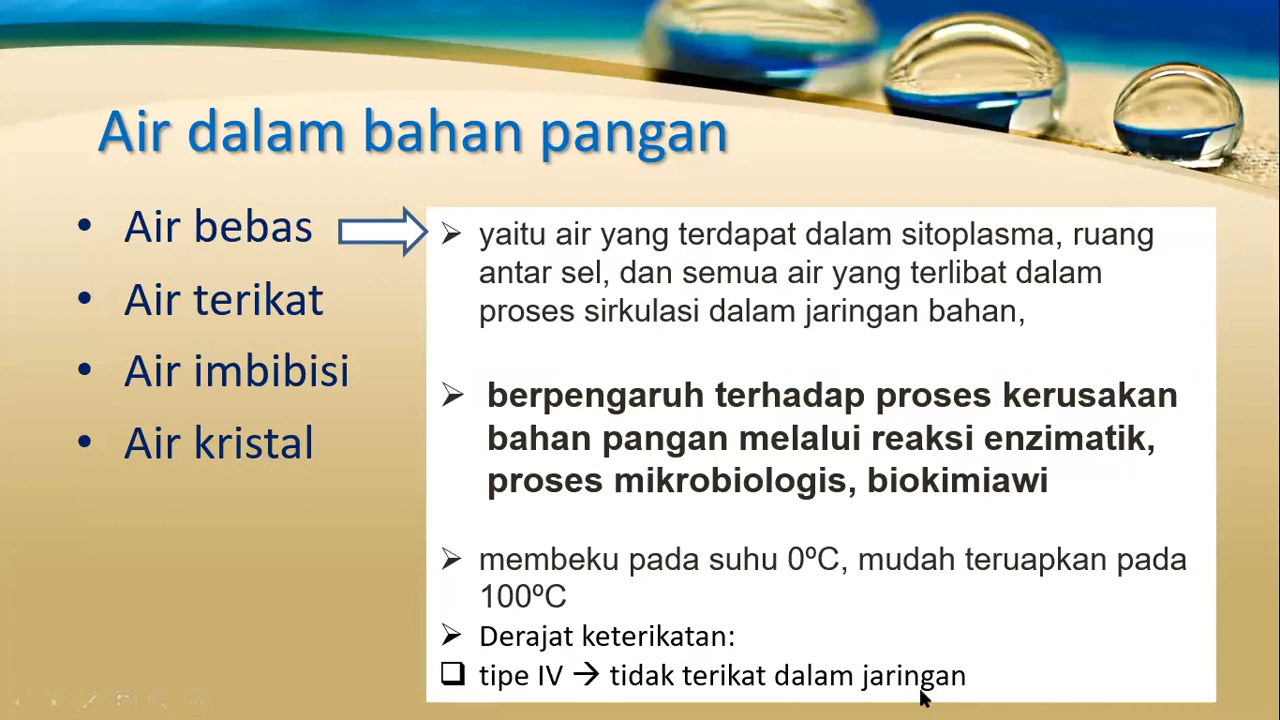 Air dalam bahan pangan
• Air bebas
• Air terikat
• Air imbibisi
• Air kristal
➢ yaitu air yang terdapat dalam sitoplasma, ruang
antar sel, dan semua air yang terlibat dalam
proses sirkulasi dalam jaringan bahan,
➢ berpengaruh terhadap proses kerusakan
bahan pangan melalui reaksi enzimatik,
proses mikrobiologis, biokimiawi
➢ membeku pada suhu 0ºC, mudah teruapkan pada
100ºC
➢ Derajat keterikatan:
❑ tipe IV → tidak terikat dalam jaringan